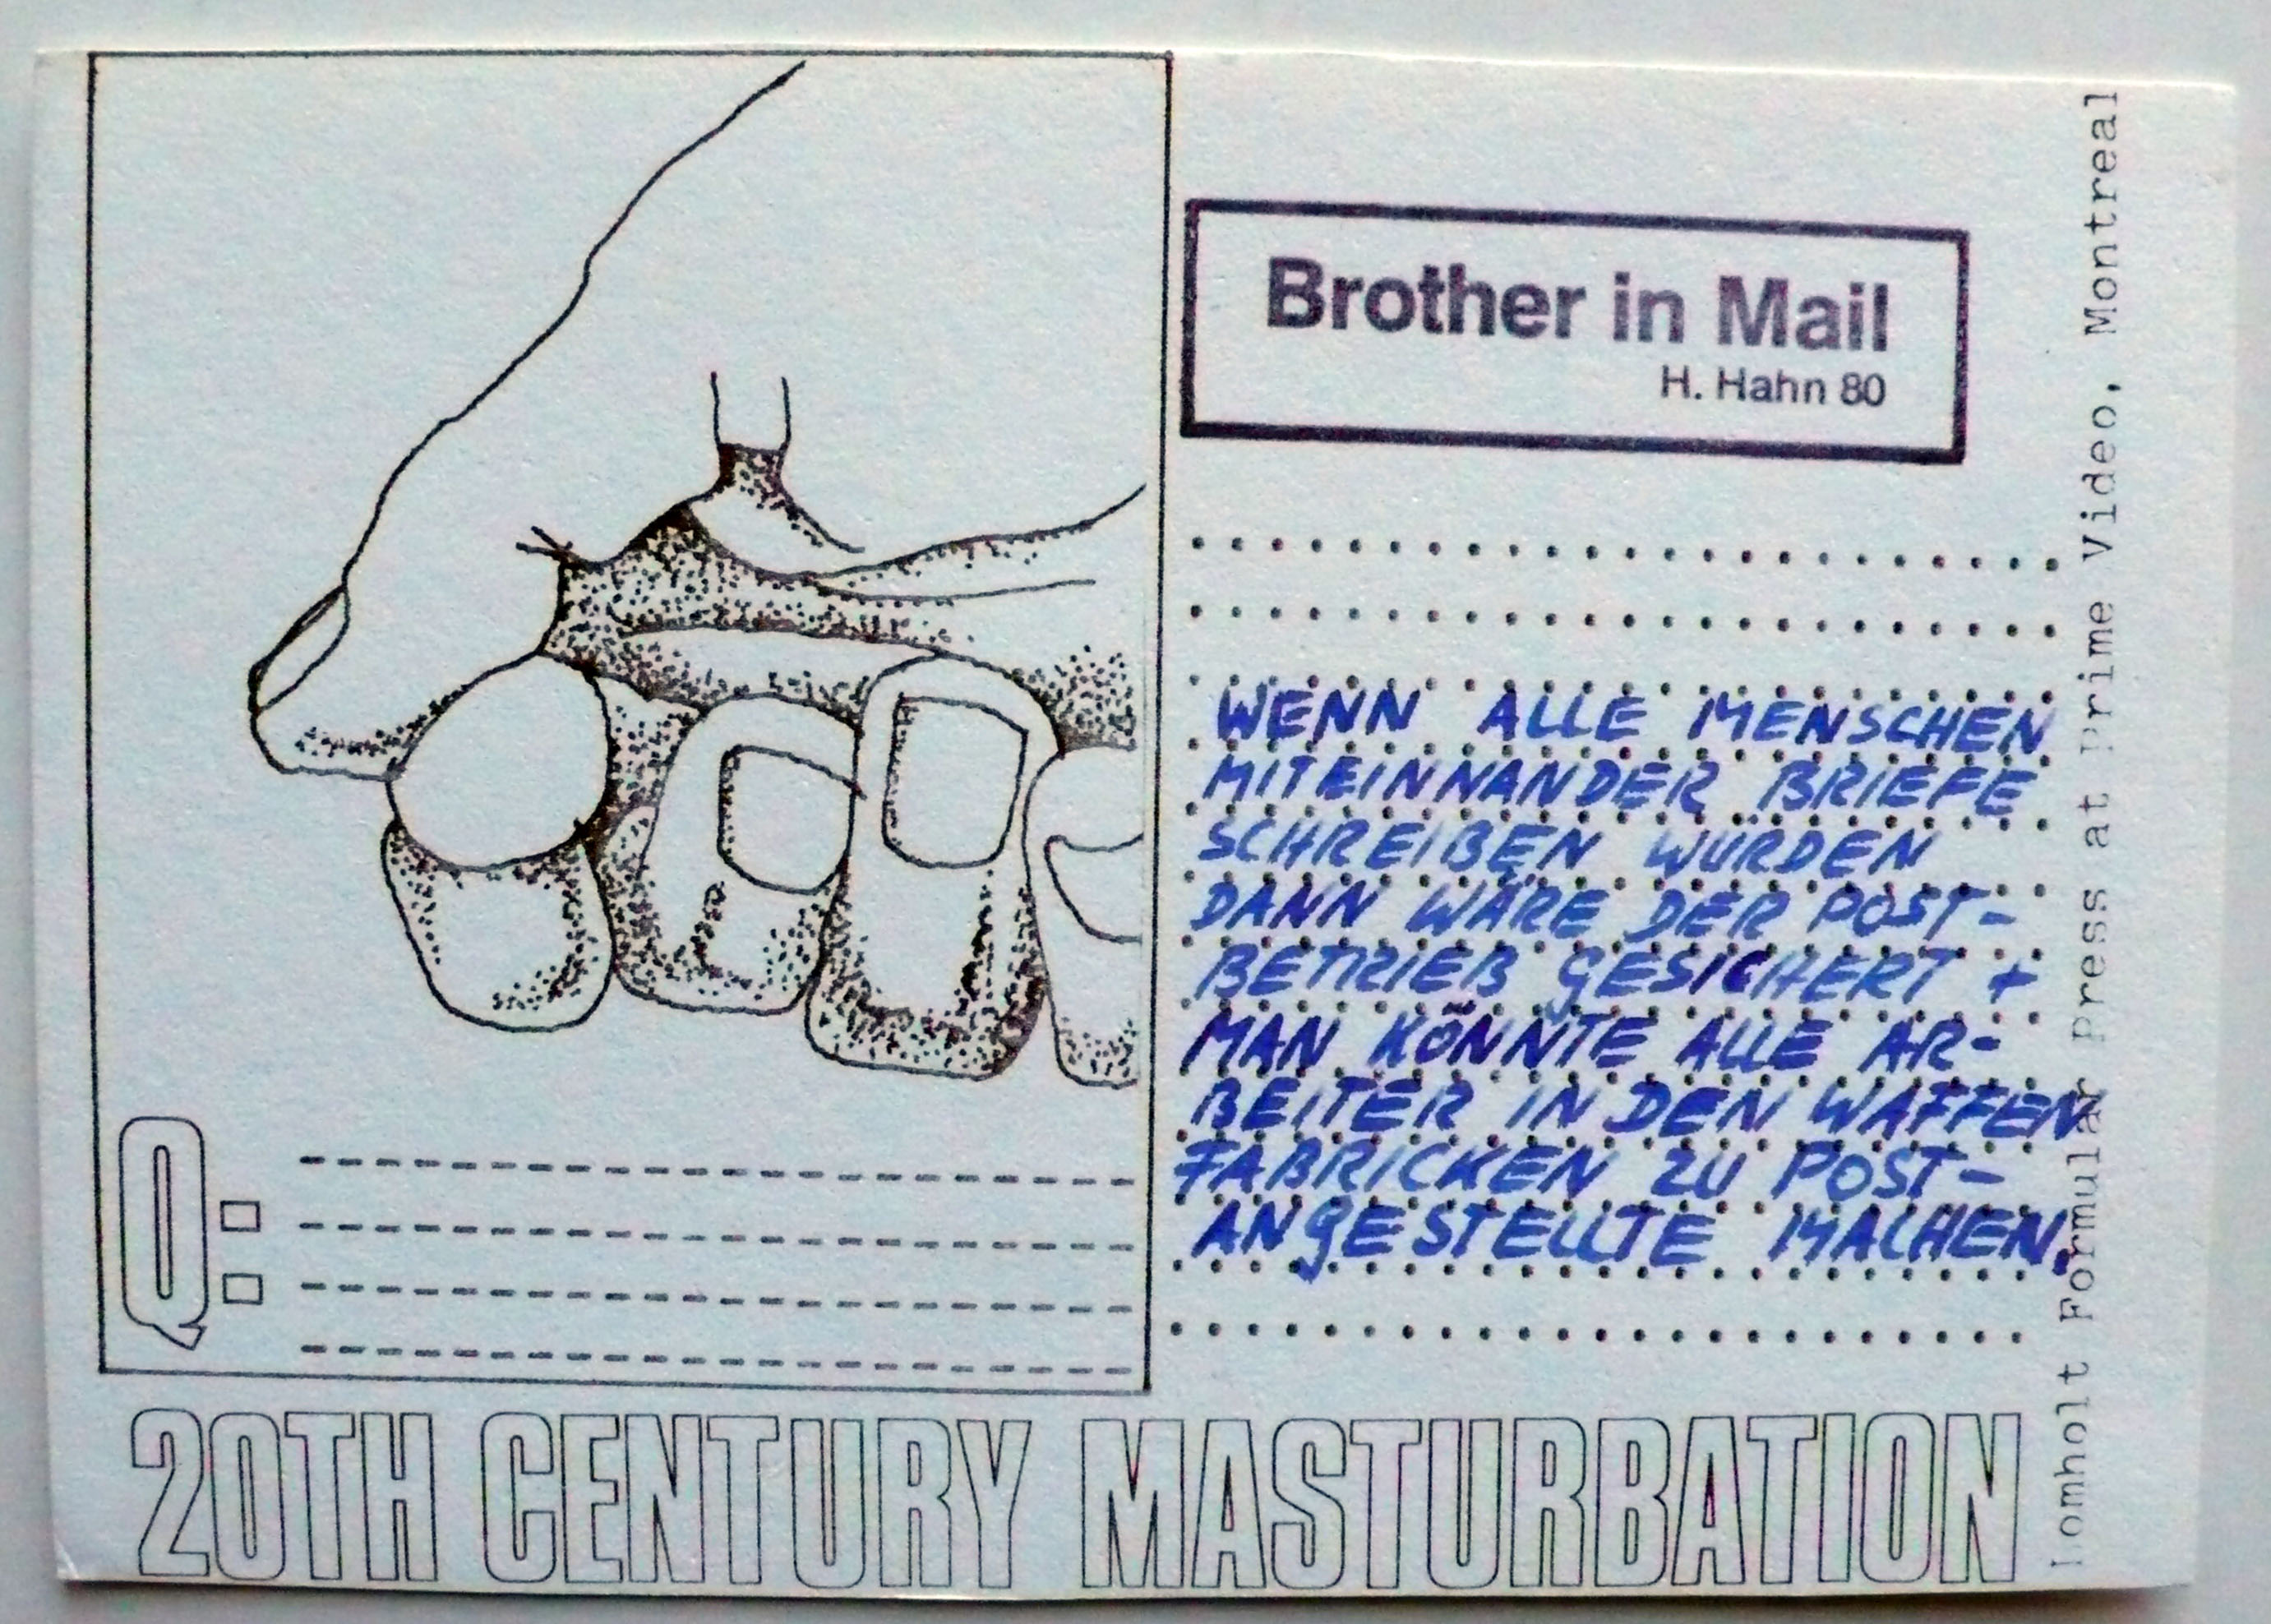 Brother in Mail
H. Hahn 80
WENN ALLE MENSCHEN
MITEINNANDER BRIEFE
SCHREIBEN WÜRDEN
DANN WÄRE DER POST-
BETRIEB GESICHERT +
MAN KÖNNTE ALLE AR-
BEITER IN DEN WAFFEN
FABRICKEN ZU POST-
ANGESTELLTE MACHEN.
Q:
20TH CENTURY MASTURBATION
Lomholt Formular Press at Prime Video, Montreal